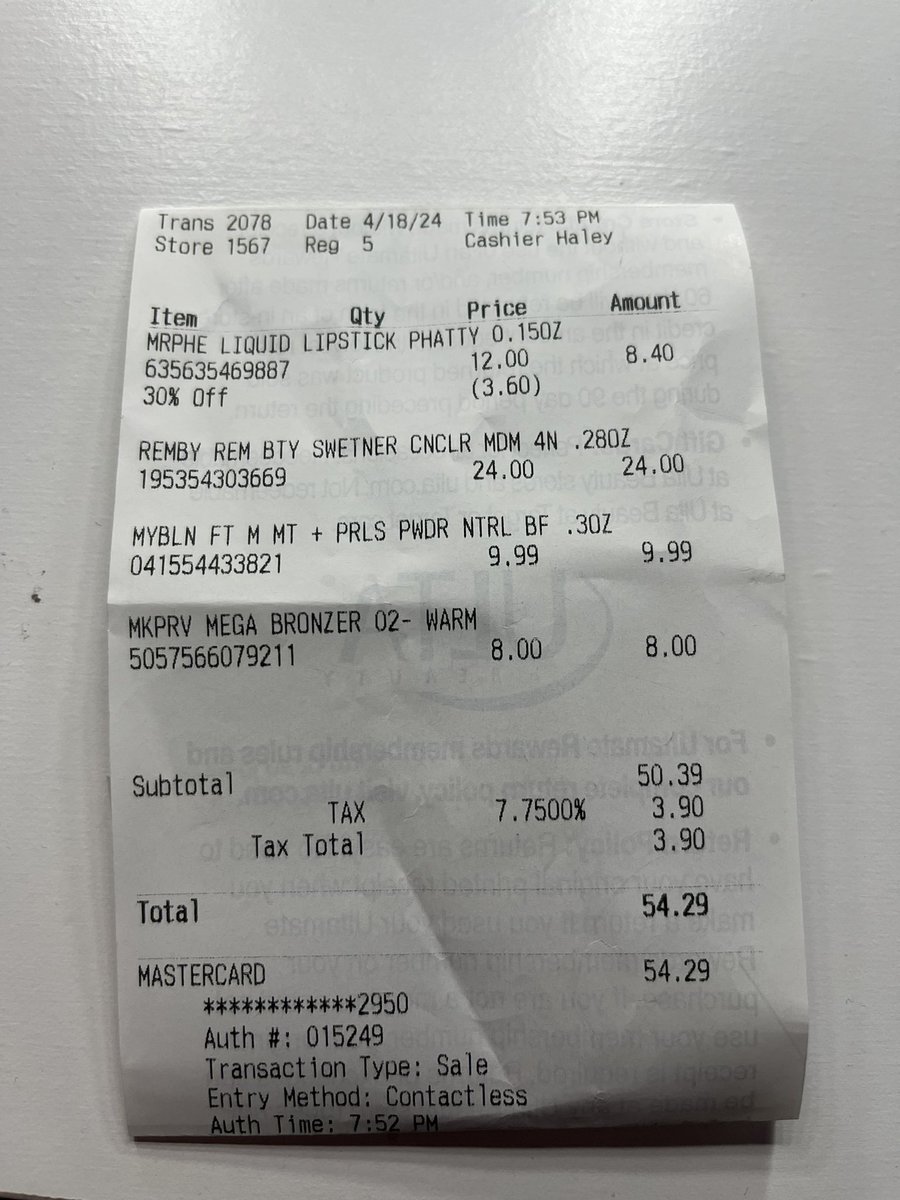 Trans 2078 Date 4/18/24 Time 7:53 PM
Store 1567 Reg 5 Cashier Haley
Item Qty Price Amount
MRPHE LIQUID LIPSTICK PHATTY 0.15OZ
635635469887 12.00 8.40
30% Off (3.60)
REMBY REM BTY SWETNER CNCLR MDM 4N .28OZ
195354303669 24.00 24.00
MYBLN FT M MT + PRLS PWDR NTRL BF .30Z
041554433821 9.99 9.99
MKPRV MEGA BRONZER 02- WARM
5057566079211 8.00 8.00
Subtotal 50.39
TAX 7.7500% 3.90
Tax Total 3.90
Total 54.29
MASTERCARD 54.29
************2950
Auth #: 015249
Transaction Type: Sale
Entry Method: Contactless
Auth Time: 7:52 PM